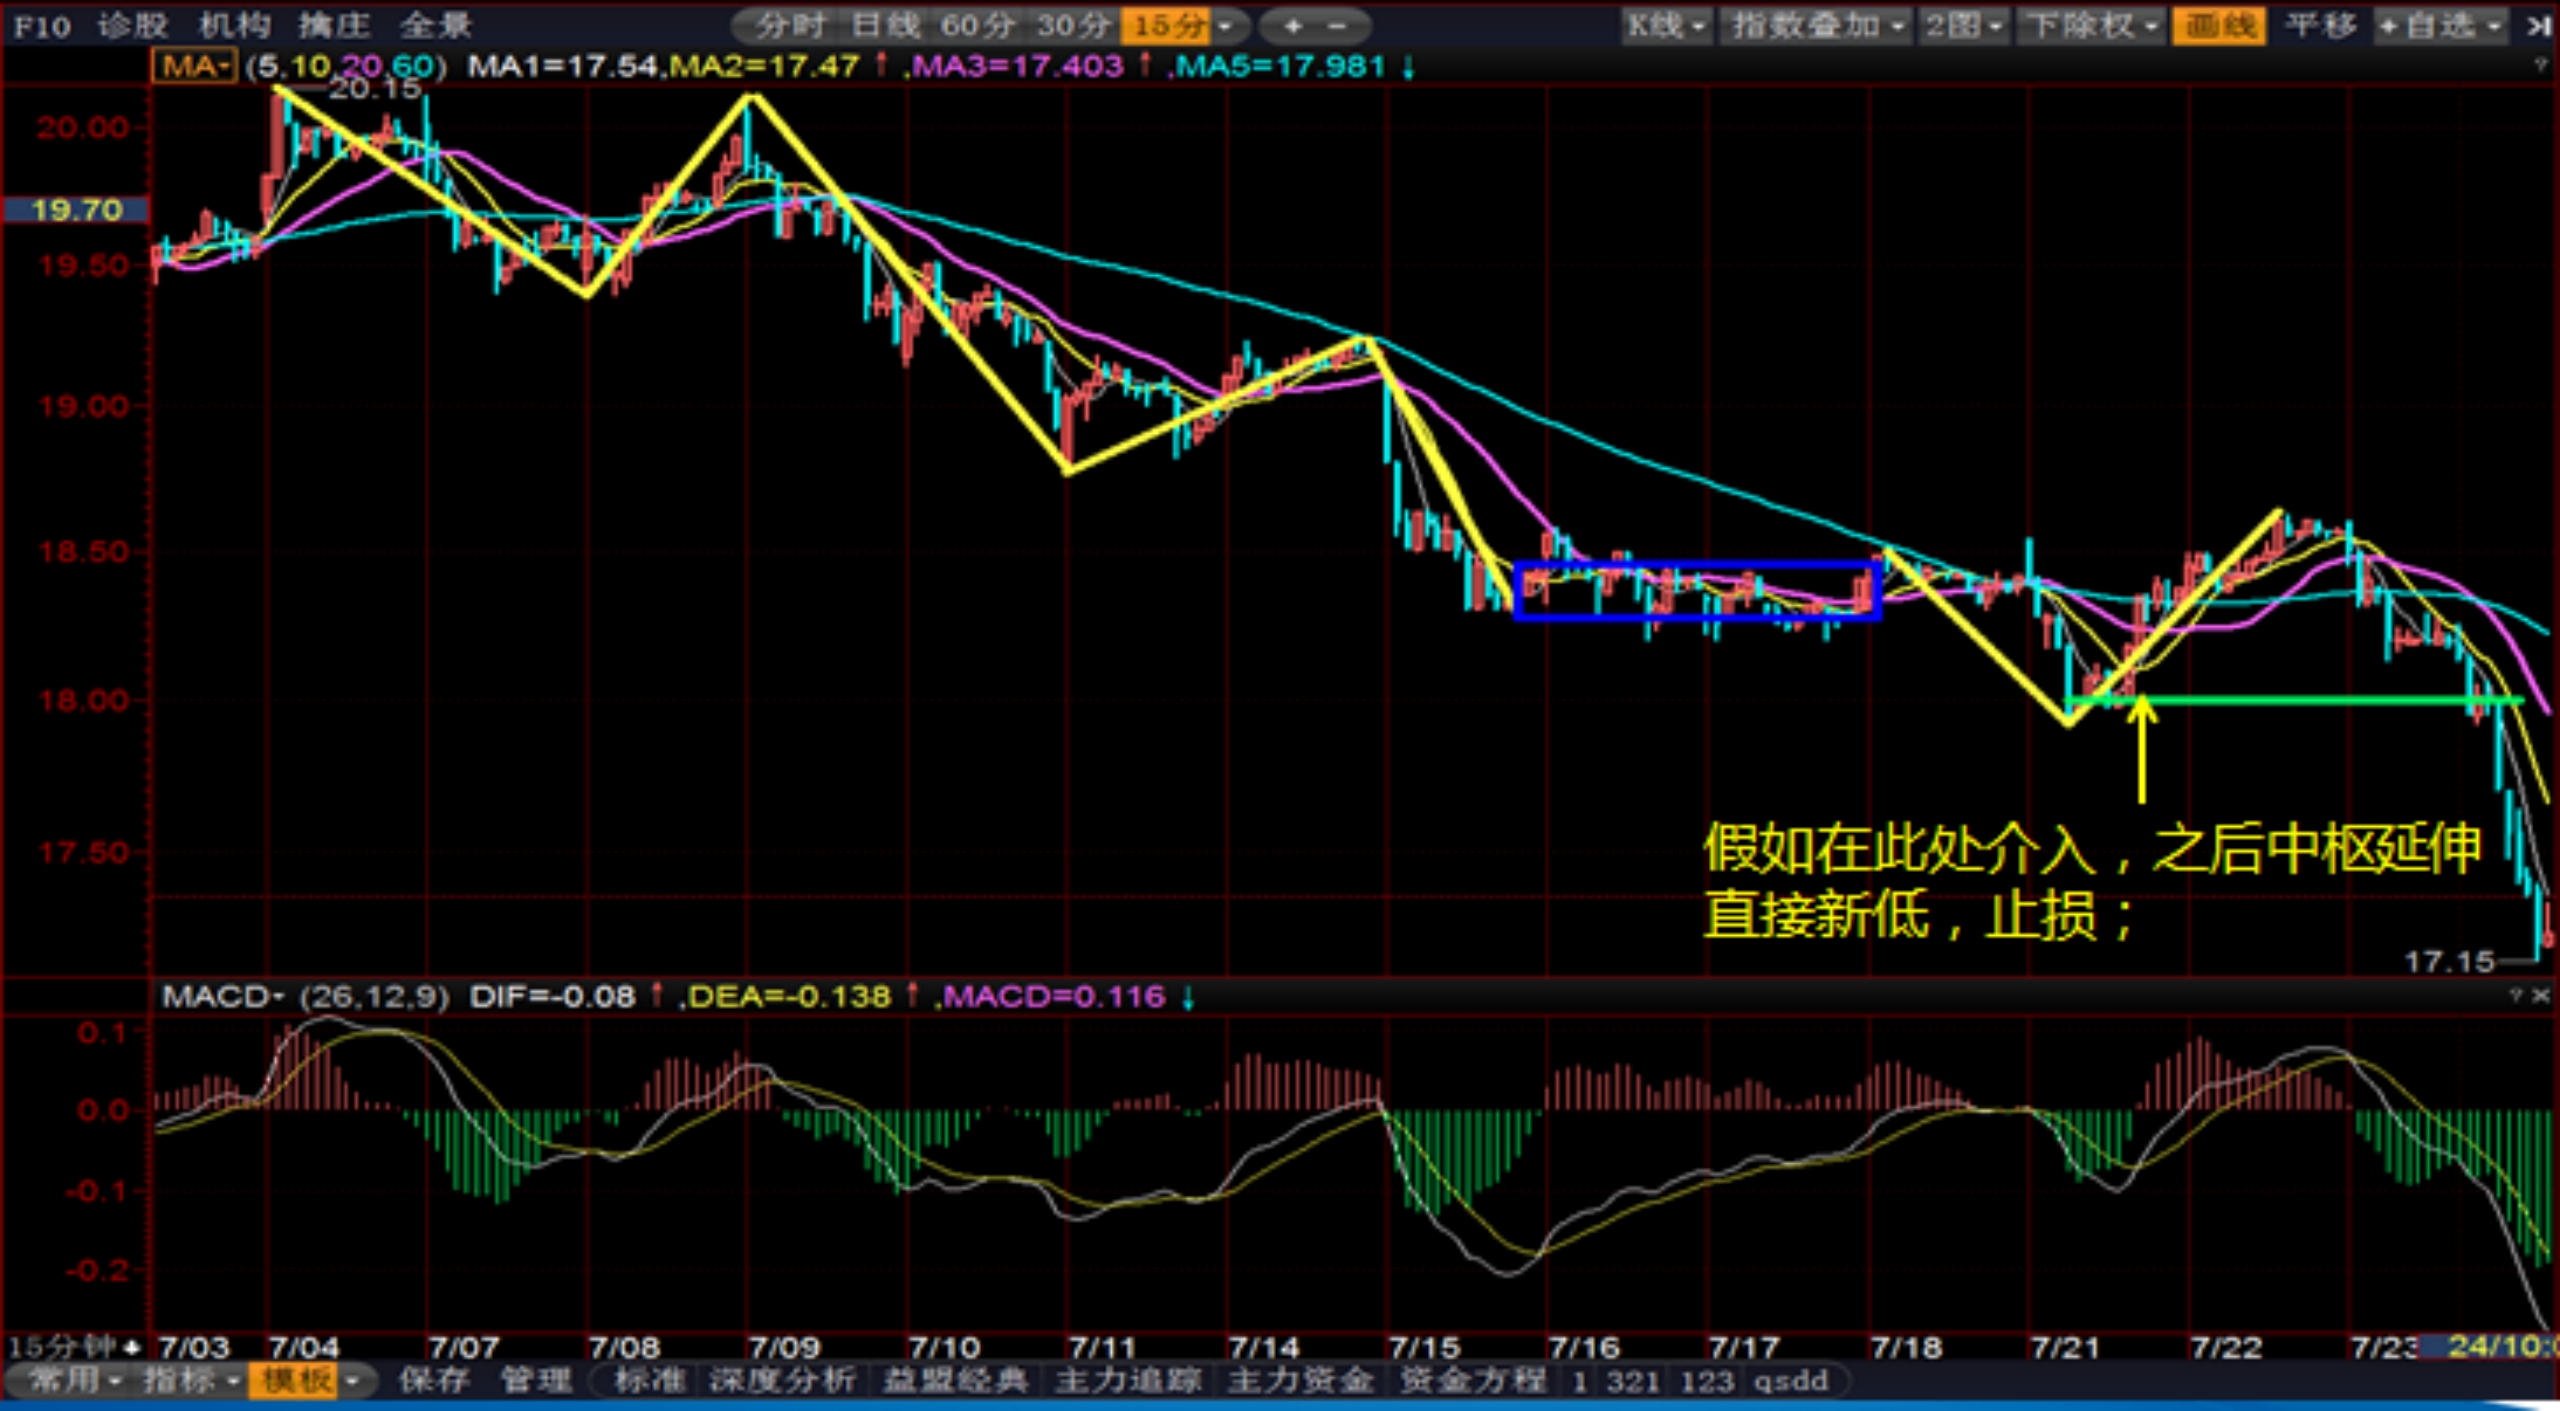 F10 诊股 机构 擒庄 全景 分时 日线 60分 30分 15分 + - K线 指数叠加 2图 下除权 画线 平移 +自选
MA (5,10,20,60) MA1=17.54,MA2=17.47 ↑ ,MA3=17.403 ↑ ,MA5=17.981 ↓ ?
20.15
20.00
19.70
19.50
19.00
18.50
18.00
17.50
假如在此处介入，之后中枢延伸
直接新低，止损；
17.15
MACD (26,12,9) DIF=-0.08 ↑ ,DEA=-0.138 ↑ ,MACD=0.116 ↓ ? ×
0.1
0.0
-0.1
-0.2
15分钟 7/03 7/04 7/07 7/08 7/09 7/10 7/11 7/14 7/15 7/16 7/17 7/18 7/21 7/22 7/23 24/10:0
常用 指标 模板 保存 管理 标准 深度分析 益盟经典 主力追踪 主力资金 资金方程 1 321 123 qsdd